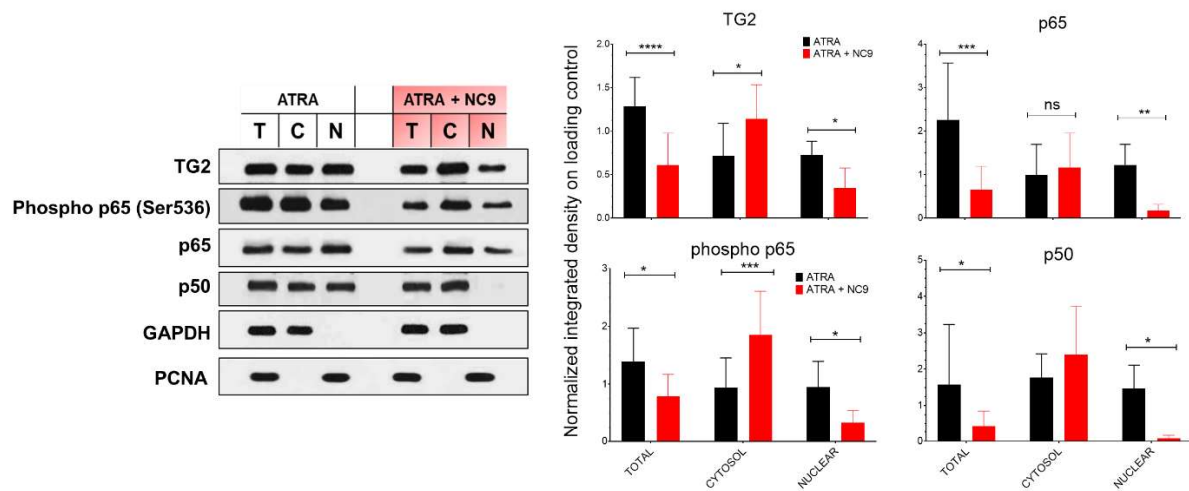 ATRA
ATRA + NC9
T C N T C N
TG2
Phospho p65 (Ser536)
p65
p50
GAPDH
PCNA
Normalized integrated density on loading control
TG2
ATRA
ATRA + NC9
2.0
1.5
1.0
0.5
0.0
****
*
*
p65
4
3
2
1
0
***
ns
**
phospho p65
ATRA
ATRA + NC9
3
2
1
0
*
***
*
TOTAL
CYTOSOL
NUCLEAR
p50
4
3
2
1
0
*
*
TOTAL
CYTOSOL
NUCLEAR